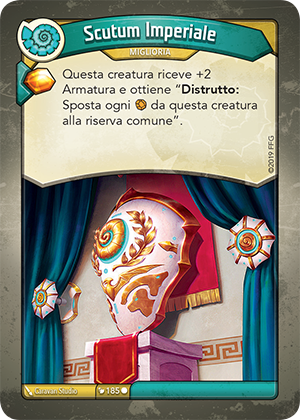 Scutum Imperiale
MIGLIORIA
Questa creatura riceve +2
Armatura e ottiene “Distrutto:
Sposta ogni da questa creatura
alla riserva comune”.
©2019 FFG
Caravan Studio
185